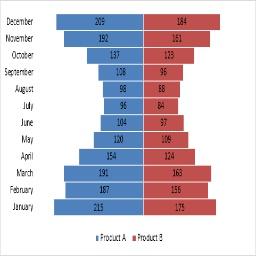 December 209 184
November 192 161
October 137 123
September 108 96
August 98 88
July 96 84
June 104 97
May 120 109
April 154 124
March 191 165
February 187 156
January 215 175
Product A Product B